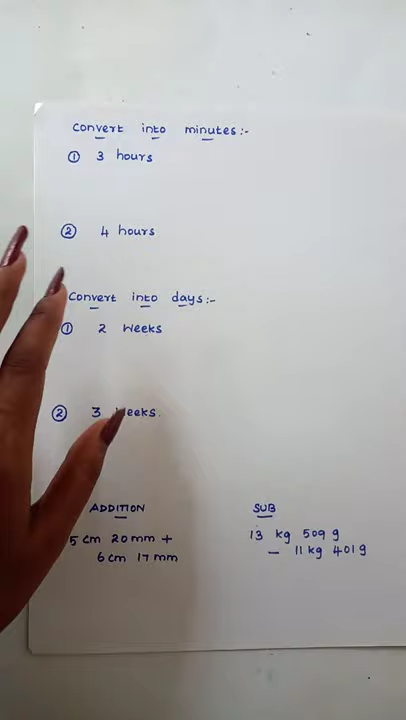 Convert into minutes:-
① 3 hours
② 4 hours
Convert into days:-
① 2 Weeks
② 3 Weeks.
ADDITION
5 cm 20 mm +
6 cm 17 mm
SUB
13 kg 509 g
- 11 kg 401 g